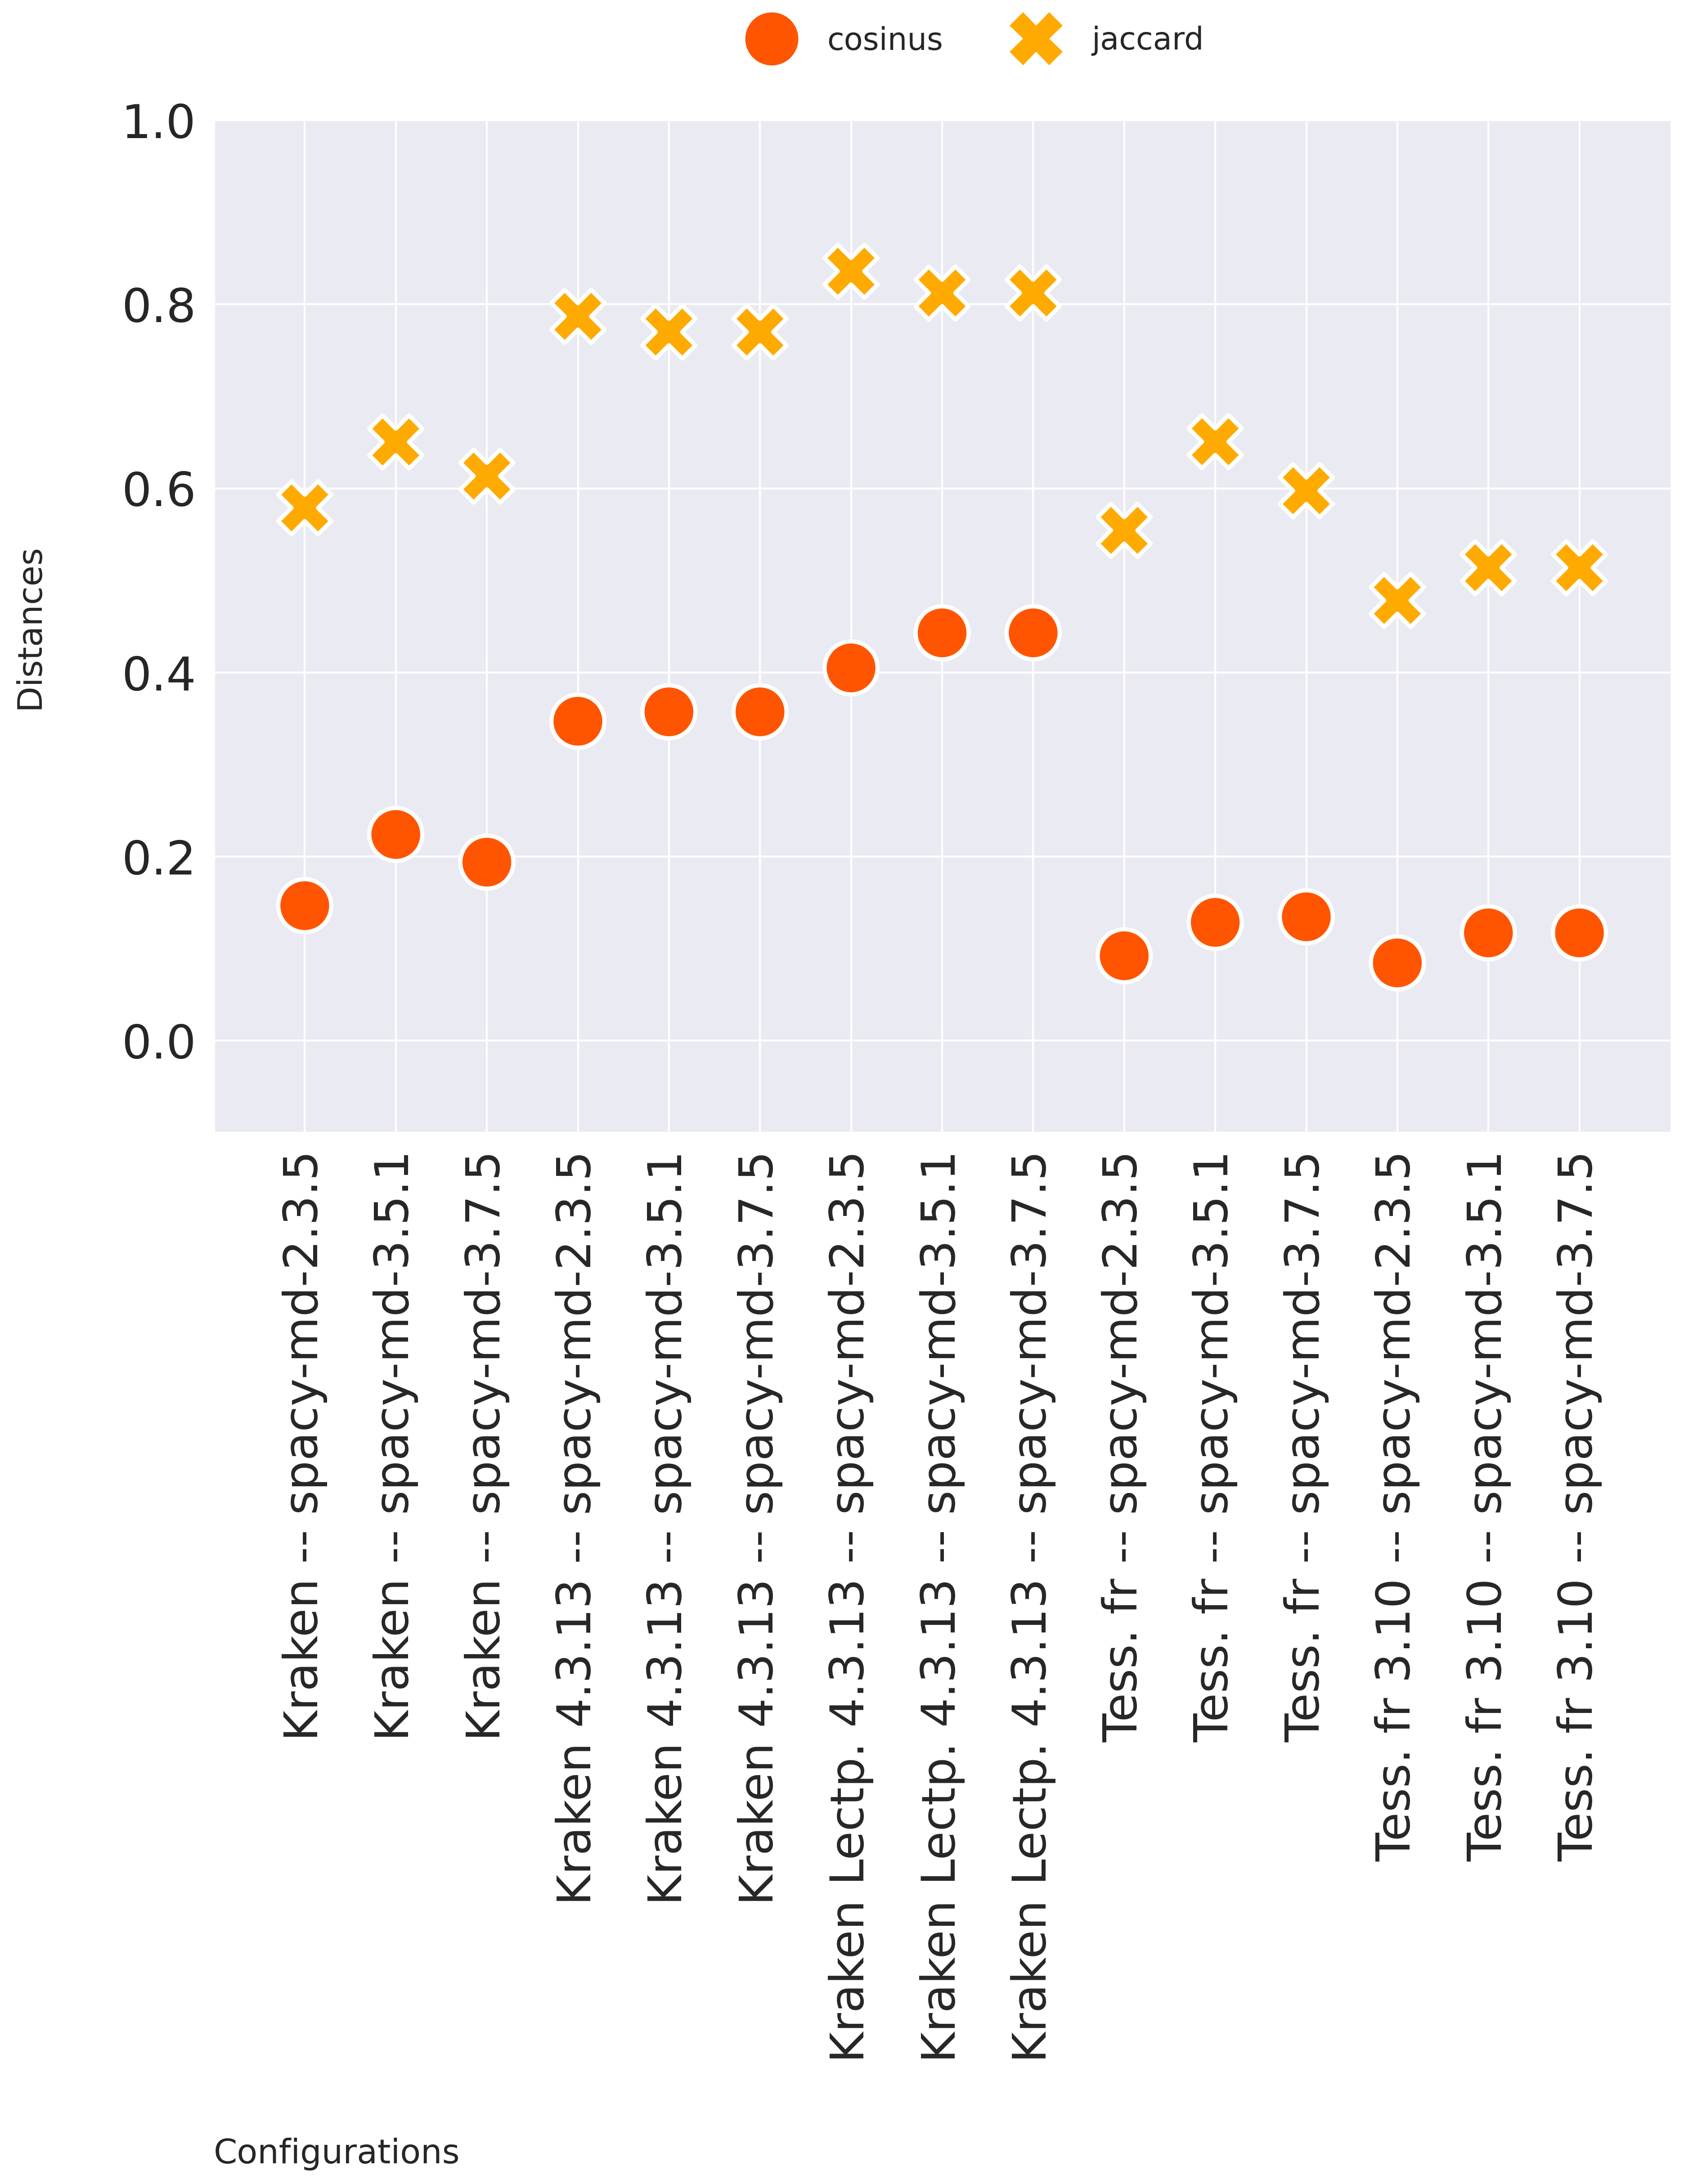 cosinus jaccard
1.0
0.8
0.6
0.4
0.2
0.0
Distances
Kraken -- spacy-md-2.3.5
Kraken -- spacy-md-3.5.1
Kraken -- spacy-md-3.7.5
Kraken 4.3.13 -- spacy-md-2.3.5
Kraken 4.3.13 -- spacy-md-3.5.1
Kraken 4.3.13 -- spacy-md-3.7.5
Kraken Lectp. 4.3.13 -- spacy-md-2.3.5
Kraken Lectp. 4.3.13 -- spacy-md-3.5.1
Kraken Lectp. 4.3.13 -- spacy-md-3.7.5
Tess. fr -- spacy-md-2.3.5
Tess. fr -- spacy-md-3.5.1
Tess. fr -- spacy-md-3.7.5
Tess. fr 3.10 -- spacy-md-2.3.5
Tess. fr 3.10 -- spacy-md-3.5.1
Tess. fr 3.10 -- spacy-md-3.7.5
Configurations